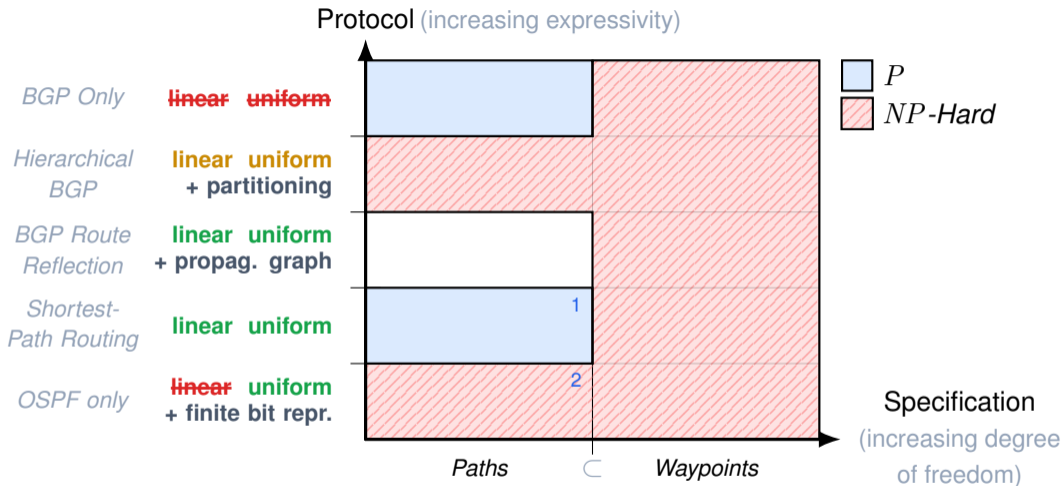 Protocol (increasing expressivity)
BGP Only
linear uniform
P
NP-Hard
Hierarchical
BGP
linear uniform
+ partitioning
BGP Route
Reflection
linear uniform
+ propag. graph
Shortest-
Path Routing
linear uniform
1
OSPF only
linear uniform
+ finite bit repr.
2
Specification
(increasing degree
of freedom)
Paths ⊂ Waypoints